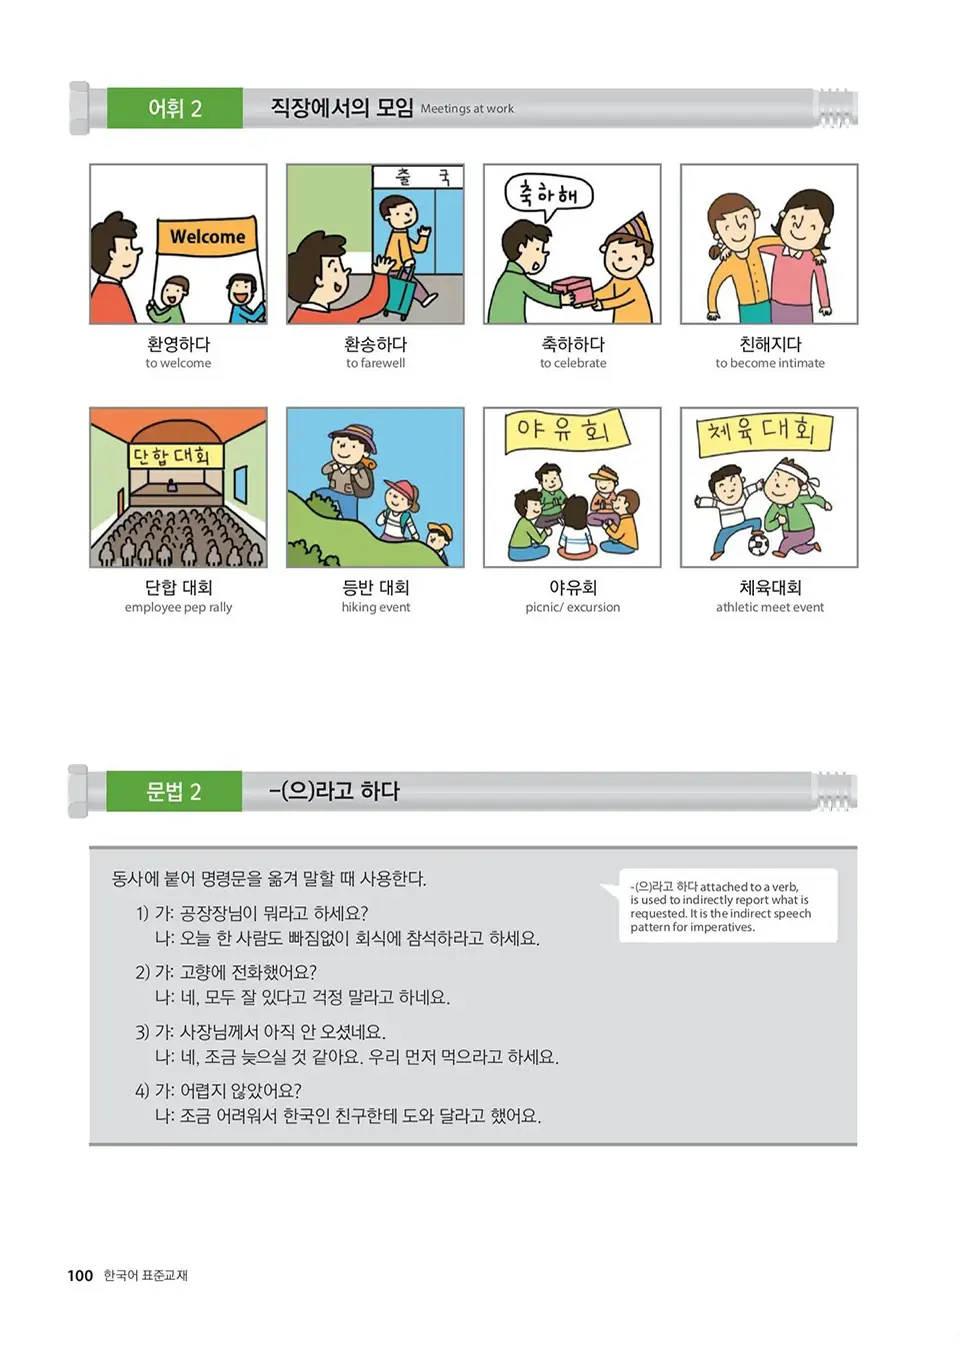 어휘 2 직장에서의 모임 Meetings at work
Welcome
출 국
축하해
환영하다
to welcome
환송하다
to farewell
축하하다
to celebrate
친해지다
to become intimate
단합대회
야유회
체육대회
단합 대회
employee pep rally
등반 대회
hiking event
야유회
picnic/ excursion
체육대회
athletic meet event
문법 2 -(으)라고 하다
동사에 붙어 명령문을 옮겨 말할 때 사용한다.
-(으)라고 하다 attached to a verb,
is used to indirectly report what is
requested. It is the indirect speech
pattern for imperatives.
1) 가: 공장장님이 뭐라고 하세요?
나: 오늘 한 사람도 빠짐없이 회식에 참석하라고 하세요.
2) 가: 고향에 전화했어요?
나: 네, 모두 잘 있다고 걱정 말라고 하네요.
3) 가: 사장님께서 아직 안 오셨네요.
나: 네, 조금 늦으실 것 같아요. 우리 먼저 먹으라고 하세요.
4) 가: 어렵지 않았어요?
나: 조금 어려워서 한국인 친구한테 도와 달라고 했어요.
100 한국어 표준교재